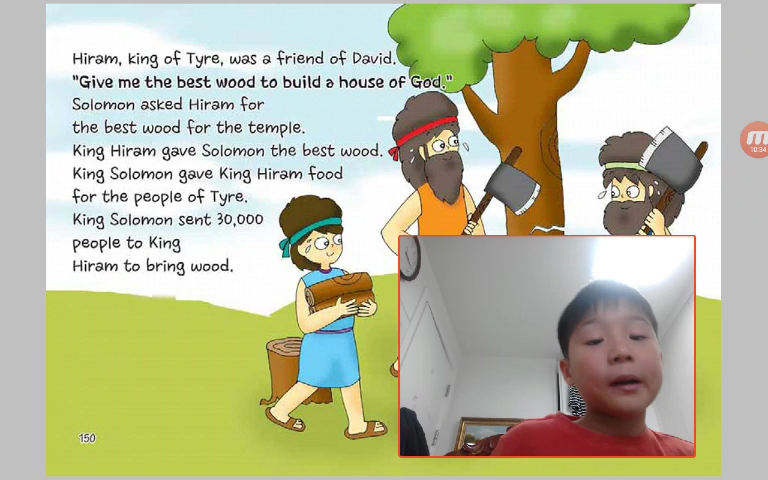 Hiram, king of Tyre, was a friend of David.
"Give me the best wood to build a house of God."
Solomon asked Hiram for
the best wood for the temple.
King Hiram gave Solomon the best wood.
King Solomon gave King Hiram food
for the people of Tyre.
King Solomon sent 30,000
people to King
Hiram to bring wood.
150
10:34